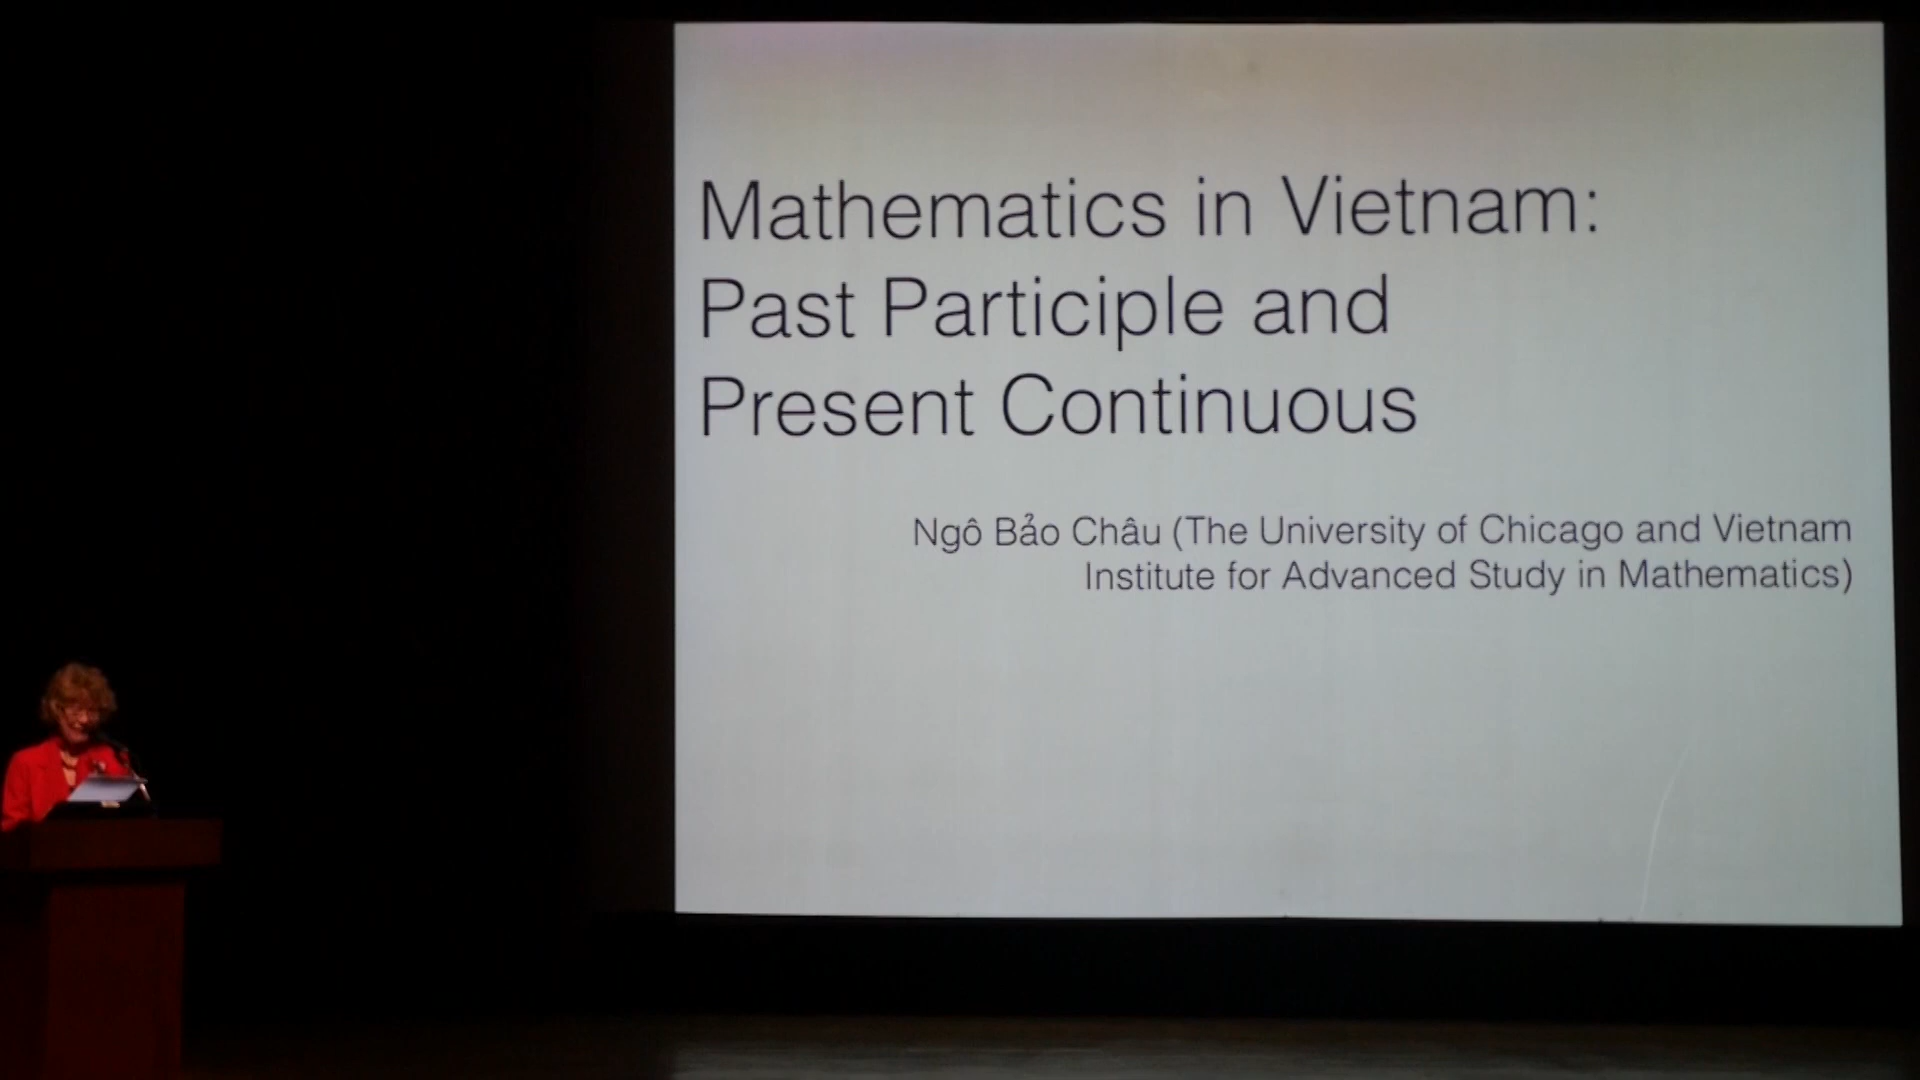 Mathematics in Vietnam:
Past Participle and
Present Continuous
Ngô Bảo Châu (The University of Chicago and Vietnam
Institute for Advanced Study in Mathematics)